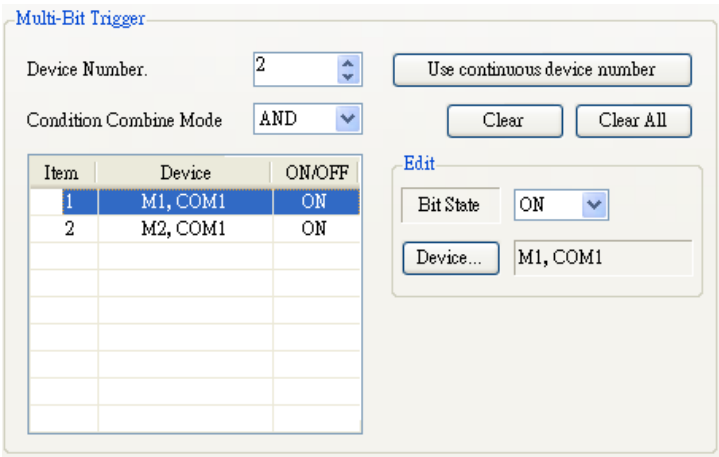 Multi-Bit Trigger
Device Number. 2 Use continuous device number
Condition Combine Mode AND Clear Clear All
Item Device ON/OFF
1 M1, COM1 ON
2 M2, COM1 ON
Edit
Bit State ON
Device... M1, COM1